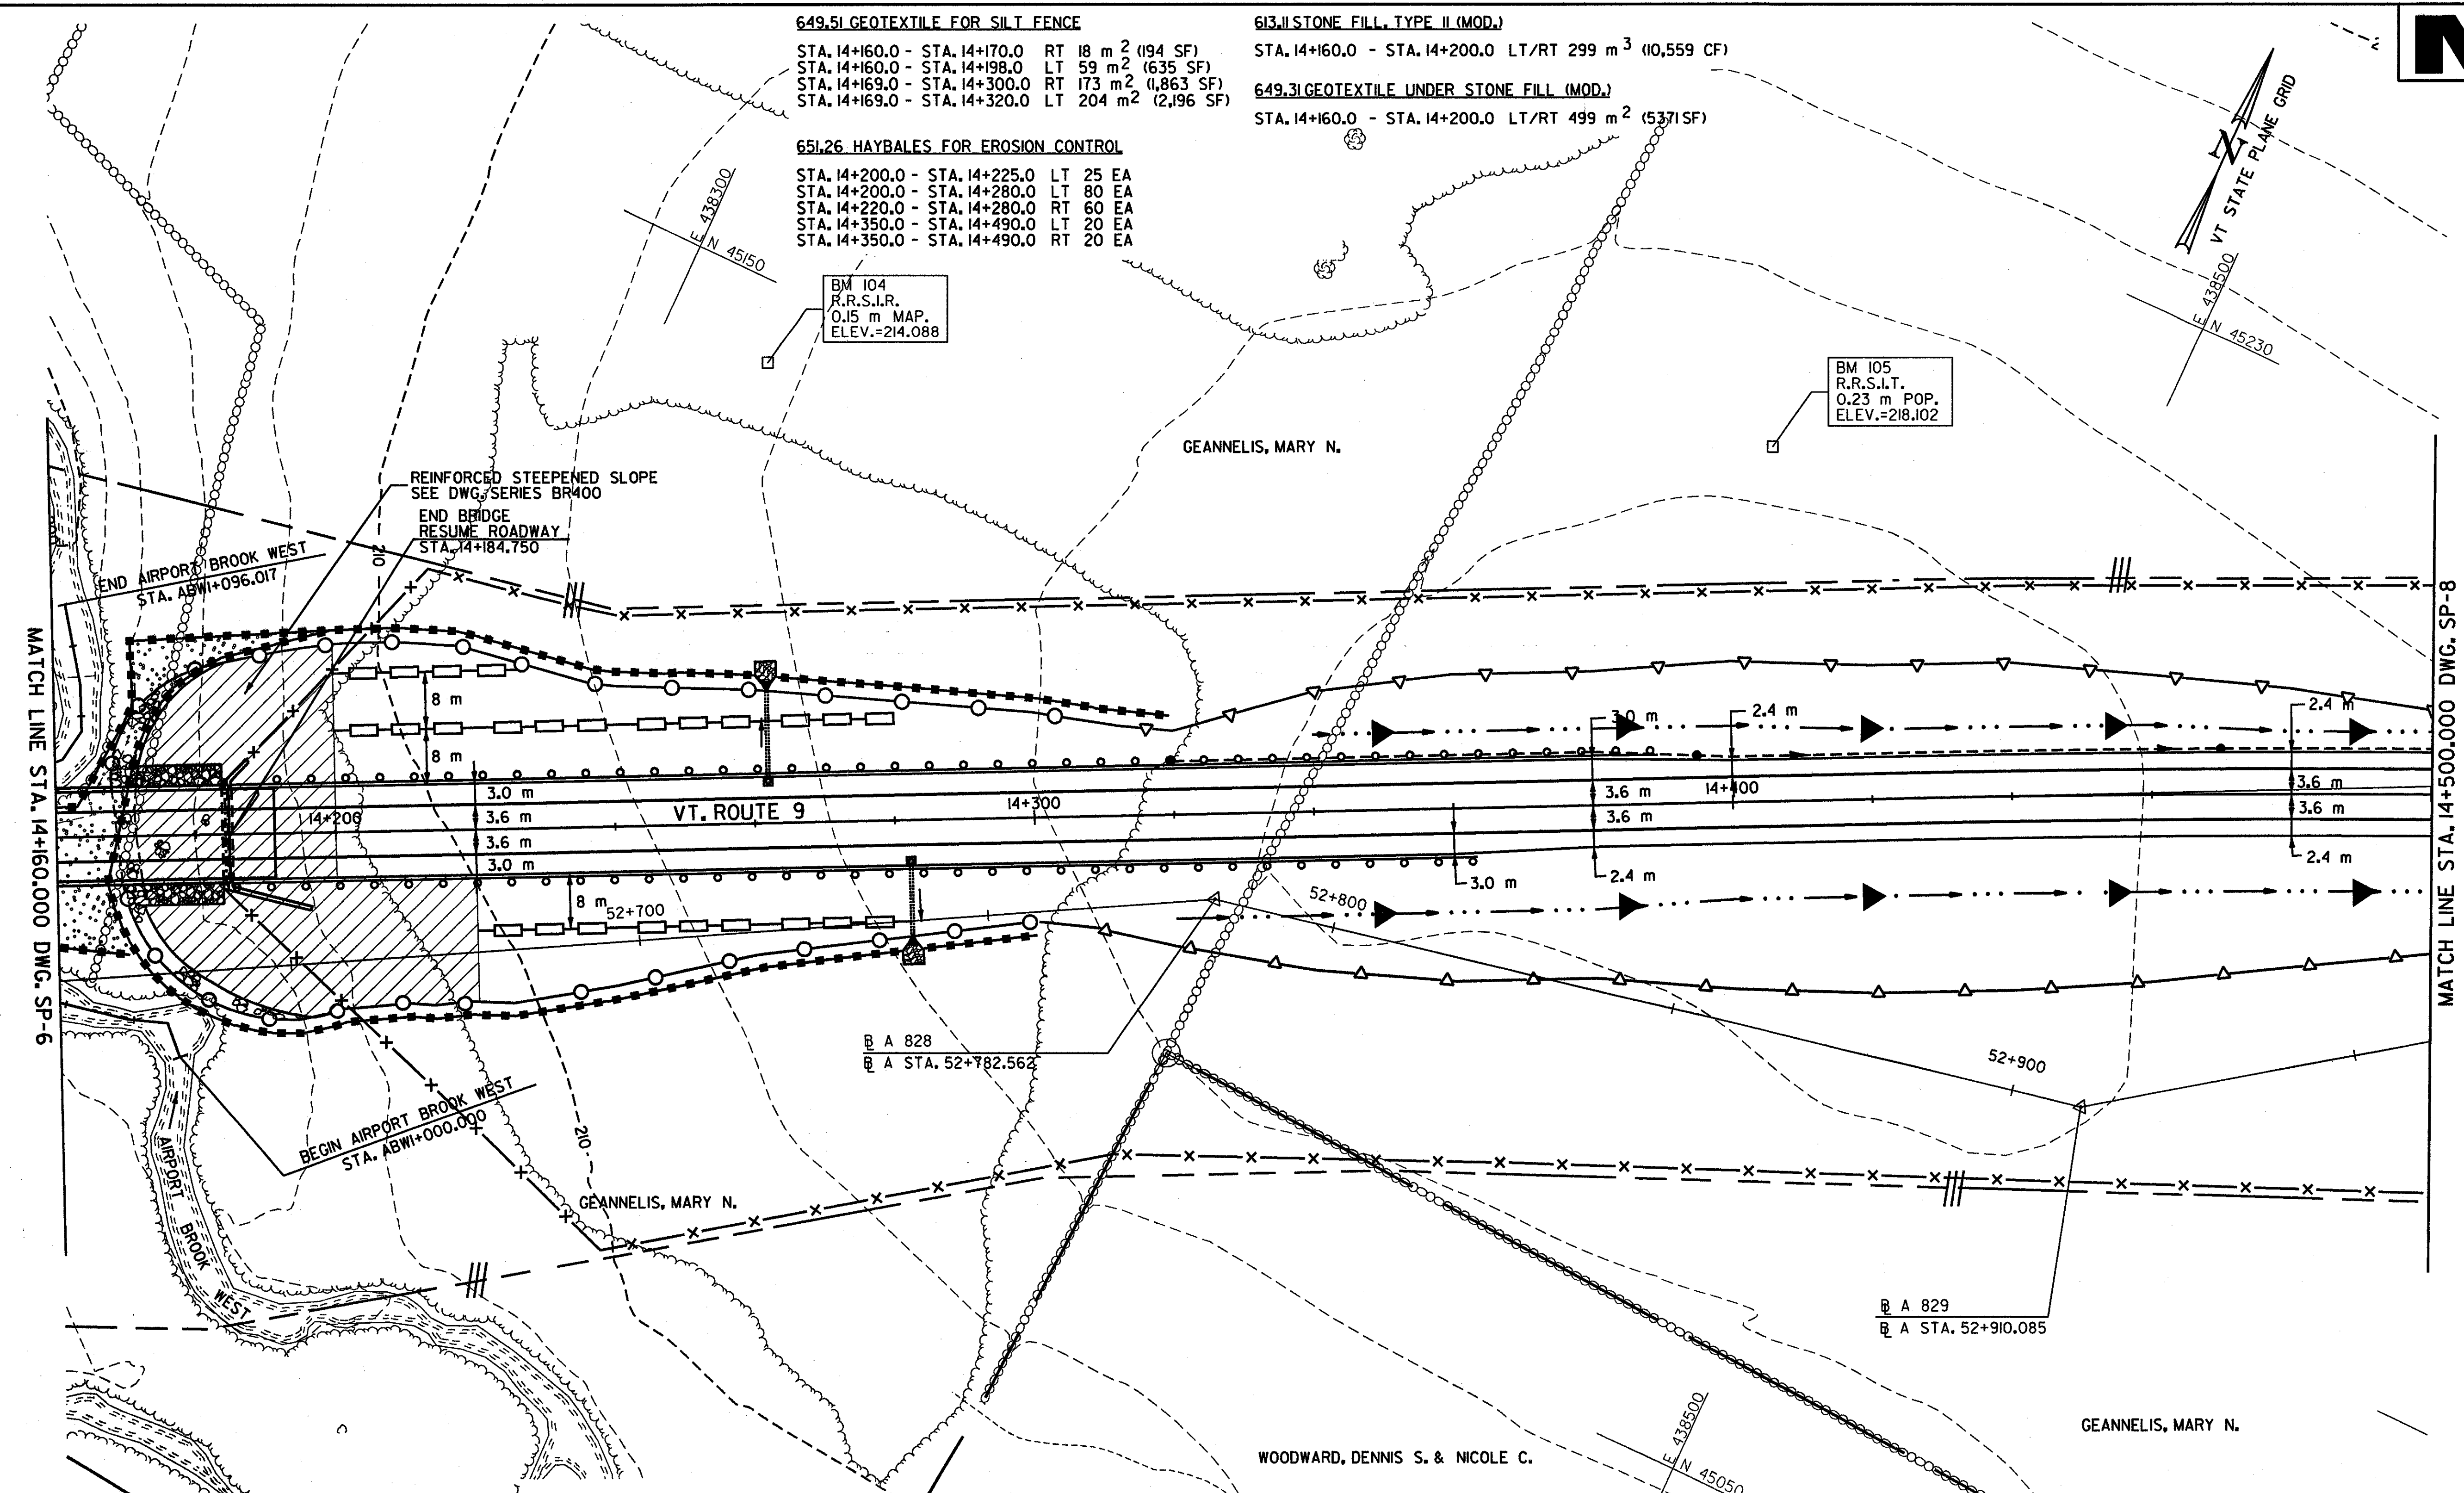 649.51 GEOTEXTILE FOR SILT FENCE
STA. 14+160.0 - STA. 14+170.0 RT 18 m 2 (194 SF)
STA. 14+160.0 - STA. 14+198.0 LT 59 m2 (635 SF)
STA. 14+169.0 - STA. 14+300.0 RT 173 m2 (1,863 SF)
STA. 14+169.0 - STA. 14+320.0 LT 204 m2 (2,196 SF)
651.26 HAYBALES FOR EROSION CONTROL
STA. 14+200.0 - STA. 14+225.0 LT 25 EA
STA. 14+200.0 - STA. 14+280.0 LT 80 EA
STA. 14+220.0 - STA. 14+280.0 RT 60 EA
STA. 14+350.0 - STA. 14+490.0 LT 20 EA
STA. 14+350.0 - STA. 14+490.0 RT 20 EA
613.11 STONE FILL, TYPE II (MOD.)
STA. 14+160.0 - STA. 14+200.0 LT/RT 299 m 3 (10,559 CF)
649.31 GEOTEXTILE UNDER STONE FILL (MOD.)
STA. 14+160.0 - STA. 14+200.0 LT/RT 499 m 2 (5371 SF)
N
VT STATE PLANE GRID
E 438300
N 45150
E 438500
N 45230
BM 104
R.R.S.I.R.
0.15 m MAP.
ELEV.=214.088
BM 105
R.R.S.I.T.
0.23 m POP.
ELEV.=218.102
GEANNELIS, MARY N.
REINFORCED STEEPENED SLOPE
SEE DWG. SERIES BR400
END BRIDGE
RESUME ROADWAY
STA. 14+184.750
210
END AIRPORT BROOK WEST
STA. ABW1+096.017
MATCH LINE STA. 14+160.000 DWG. SP-6
MATCH LINE STA. 14+500.000 DWG. SP-8
8 m
8 m
3.0 m
2.4 m
2.4 m
3.0 m
3.6 m
3.6 m
3.0 m
14+200
VT. ROUTE 9
14+300
3.6 m
3.6 m
14+400
3.6 m
3.6 m
2.4 m
3.0 m
2.4 m
8 m
52+700
52+800
52+900
BL A 828
BL A STA. 52+782.562
BEGIN AIRPORT BROOK WEST
STA. ABW1+000.000
210
AIRPORT
BROOK
WEST
GEANNELIS, MARY N.
BL A 829
BL A STA. 52+910.085
E 438500
N 45050
WOODWARD, DENNIS S. & NICOLE C.
GEANNELIS, MARY N.